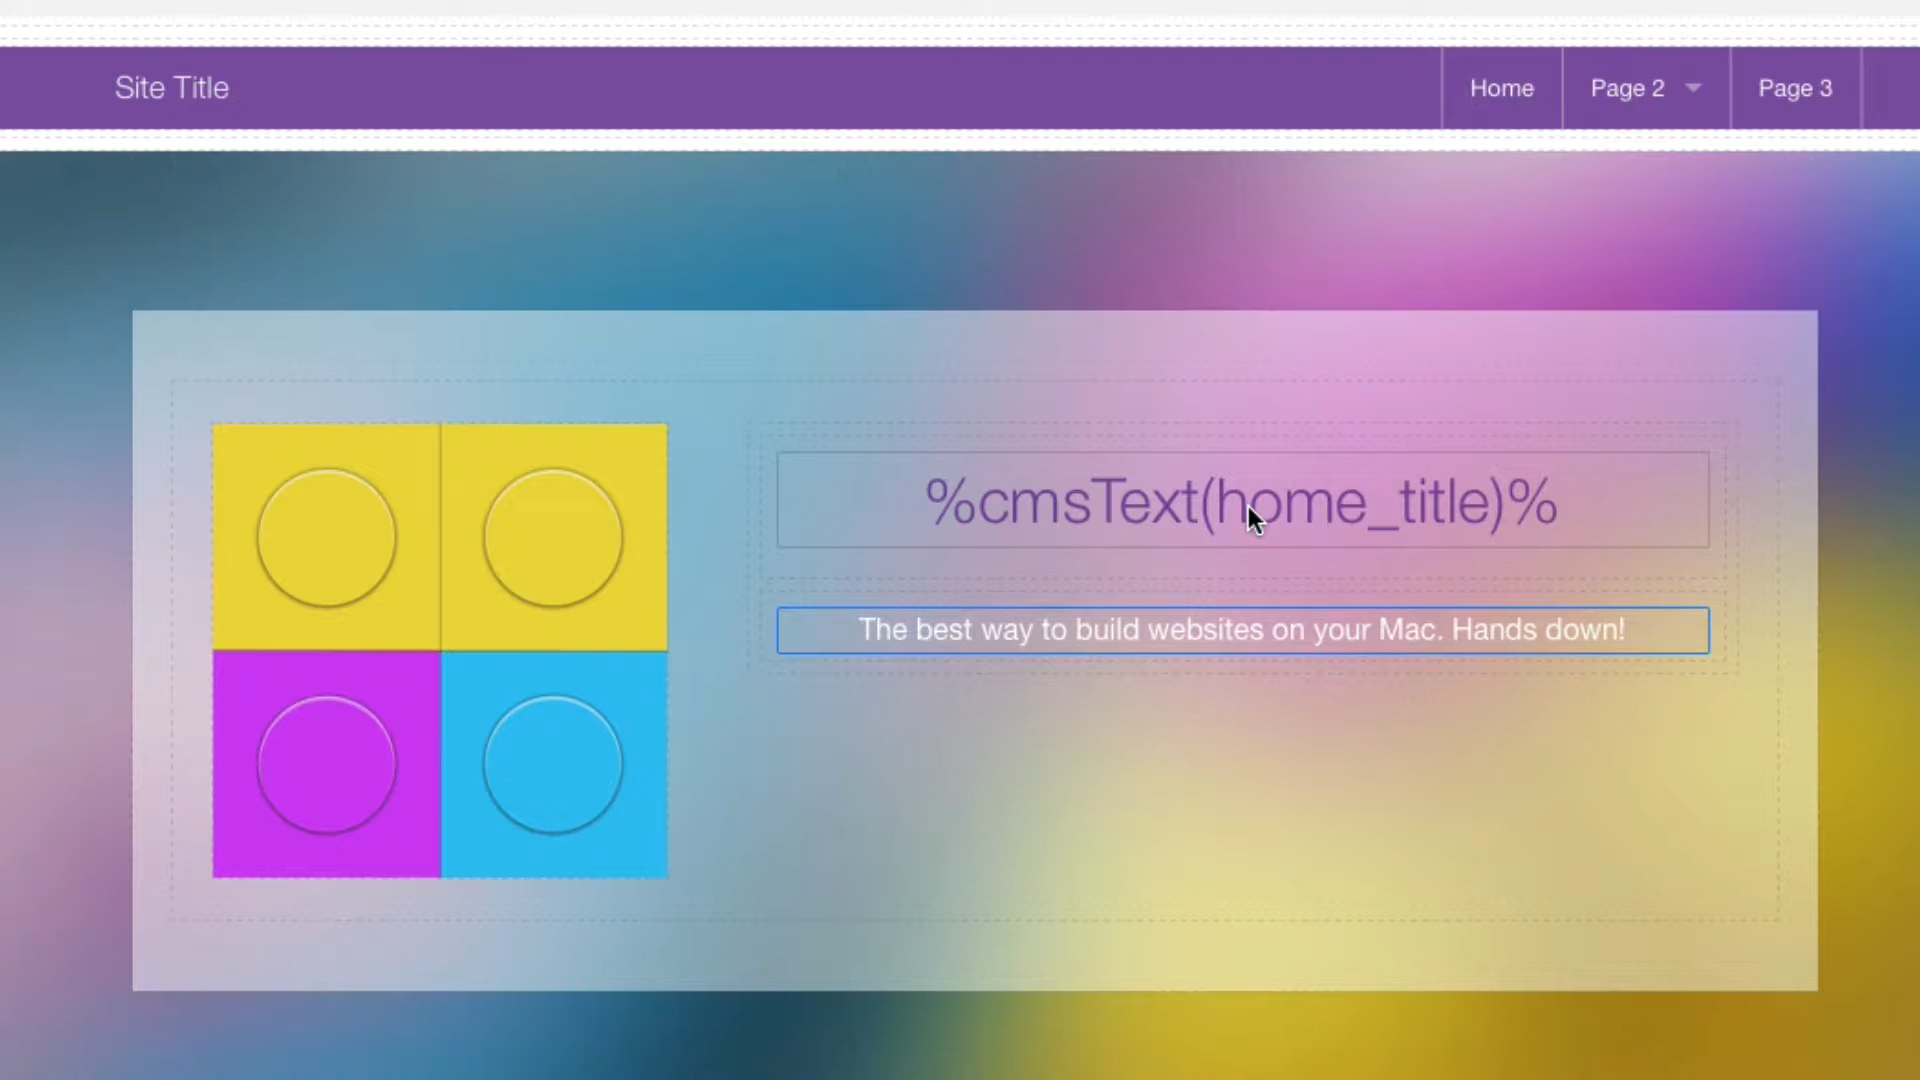 Site Title
Home
Page 2
Page 3
%cmsText(home_title)%
The best way to build websites on your Mac. Hands down!